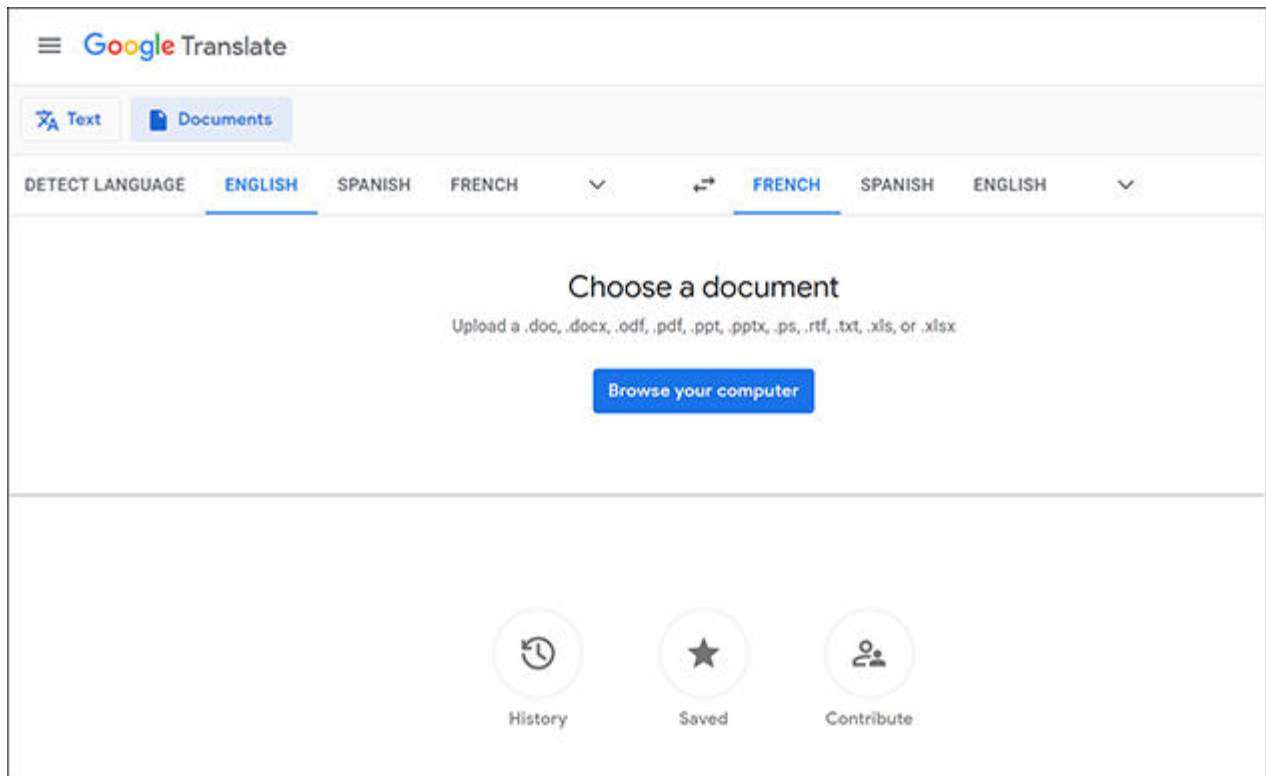 Google Translate
Text Documents
DETECT LANGUAGE ENGLISH SPANISH FRENCH FRENCH SPANISH ENGLISH
Choose a document
Upload a .doc, .docx, .odf, .pdf, .ppt, .pptx, .ps, .rtf, .txt, .xls, or .xlsx
Browse your computer
History Saved Contribute